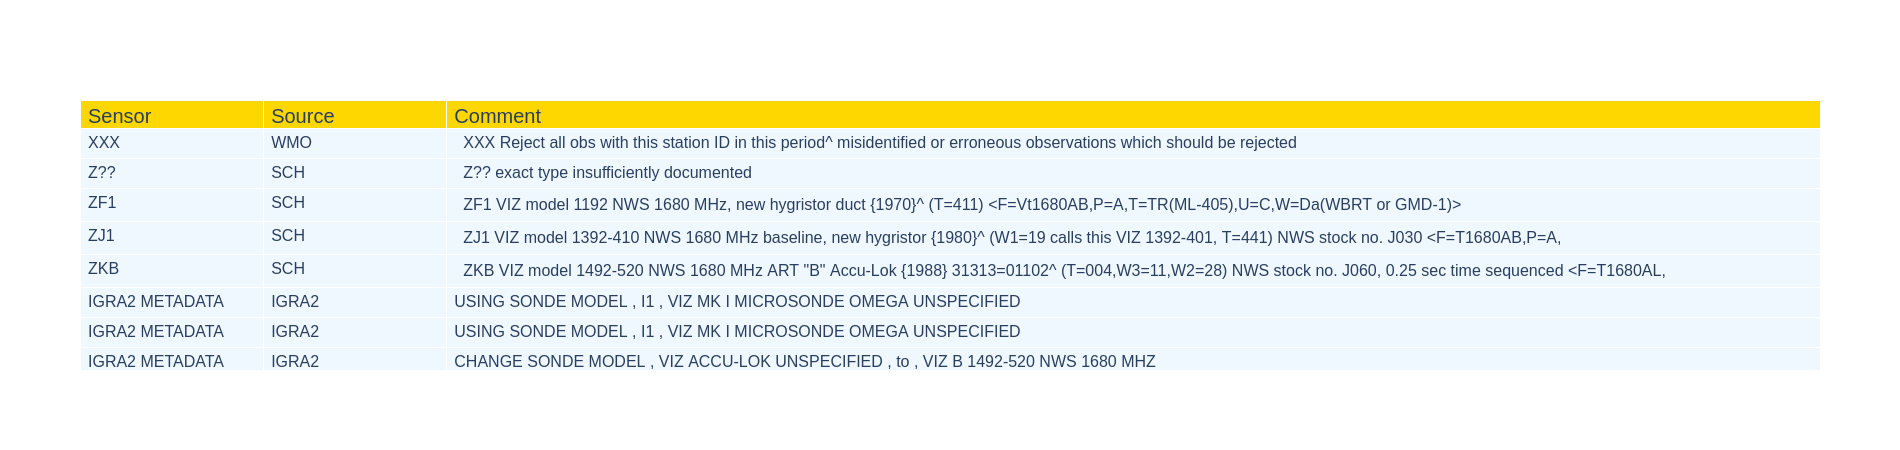 Sensor Source Comment
XXX WMO XXX Reject all obs with this station ID in this period^ misidentified or erroneous observations which should be rejected
Z?? SCH Z?? exact type insufficiently documented
ZF1 SCH ZF1 VIZ model 1192 NWS 1680 MHz, new hygristor duct {1970}^ (T=411) <F=Vt1680AB,P=A,T=TR(ML-405),U=C,W=Da(WBRT or GMD-1)>
ZJ1 SCH ZJ1 VIZ model 1392-410 NWS 1680 MHz baseline, new hygristor {1980}^ (W1=19 calls this VIZ 1392-401, T=441) NWS stock no. J030 <F=T1680AB,P=A,
ZKB SCH ZKB VIZ model 1492-520 NWS 1680 MHz ART "B" Accu-Lok {1988} 31313=01102^ (T=004,W3=11,W2=28) NWS stock no. J060, 0.25 sec time sequenced <F=T1680AL,
IGRA2 METADATA IGRA2 USING SONDE MODEL , I1 , VIZ MK I MICROSONDE OMEGA UNSPECIFIED
IGRA2 METADATA IGRA2 USING SONDE MODEL , I1 , VIZ MK I MICROSONDE OMEGA UNSPECIFIED
IGRA2 METADATA IGRA2 CHANGE SONDE MODEL , VIZ ACCU-LOK UNSPECIFIED , to , VIZ B 1492-520 NWS 1680 MHZ